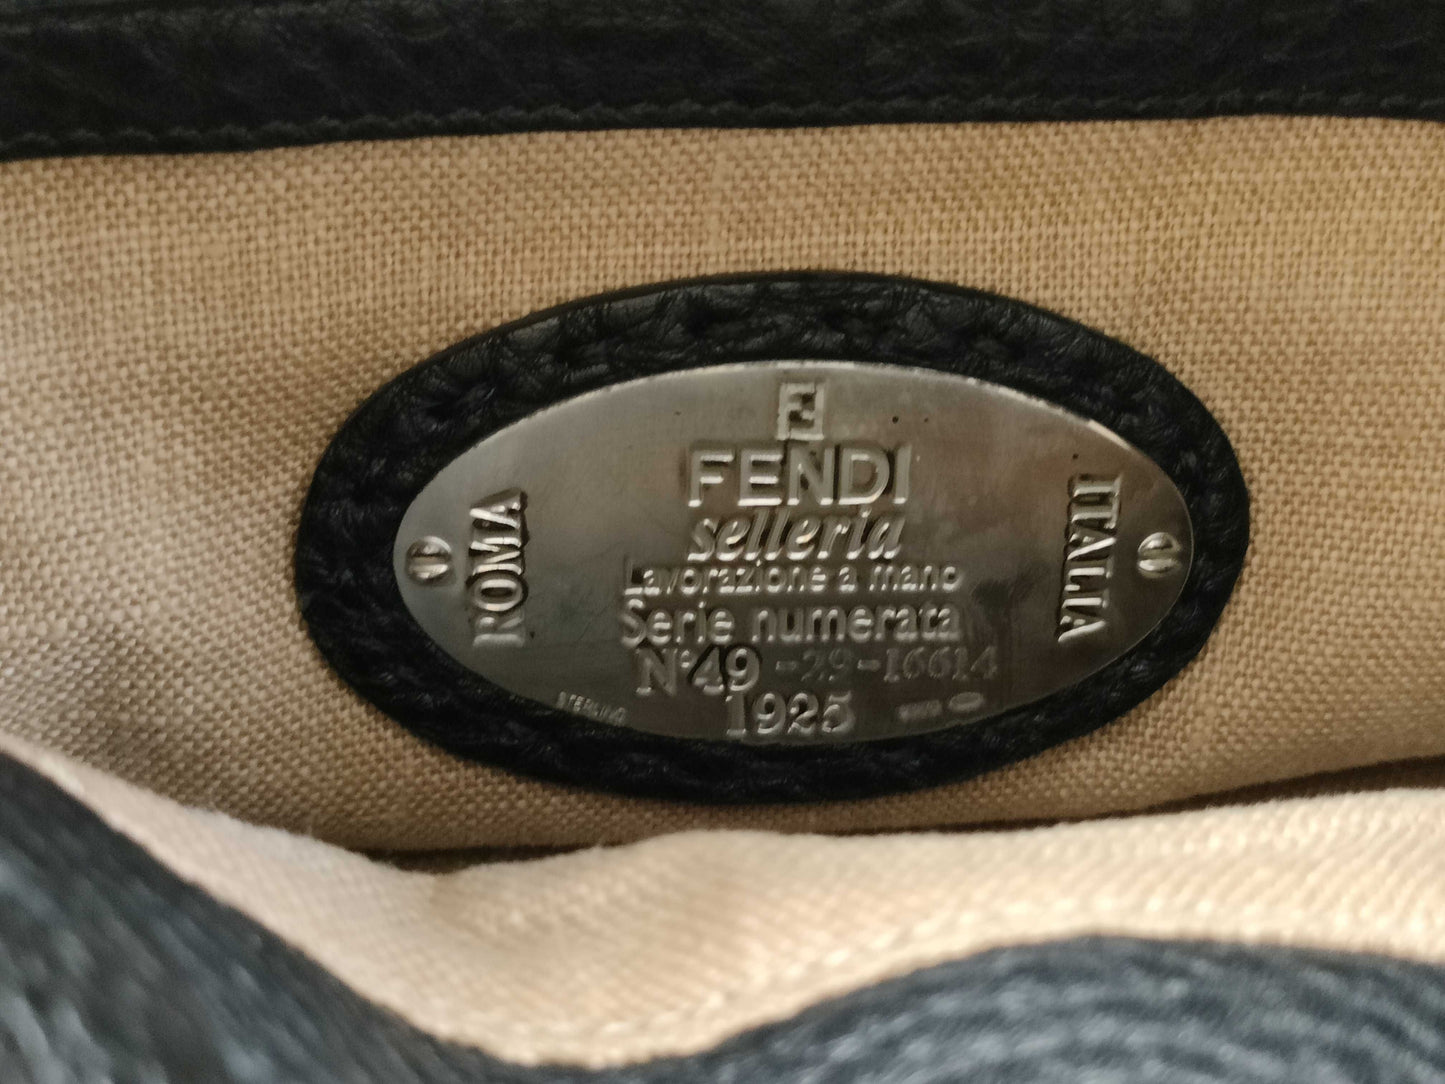 FENDI
selleria
Lavorazione a mano
Serie numerata
N° 49 -29-16614
1925
ROMA
ITALIA
STERLING